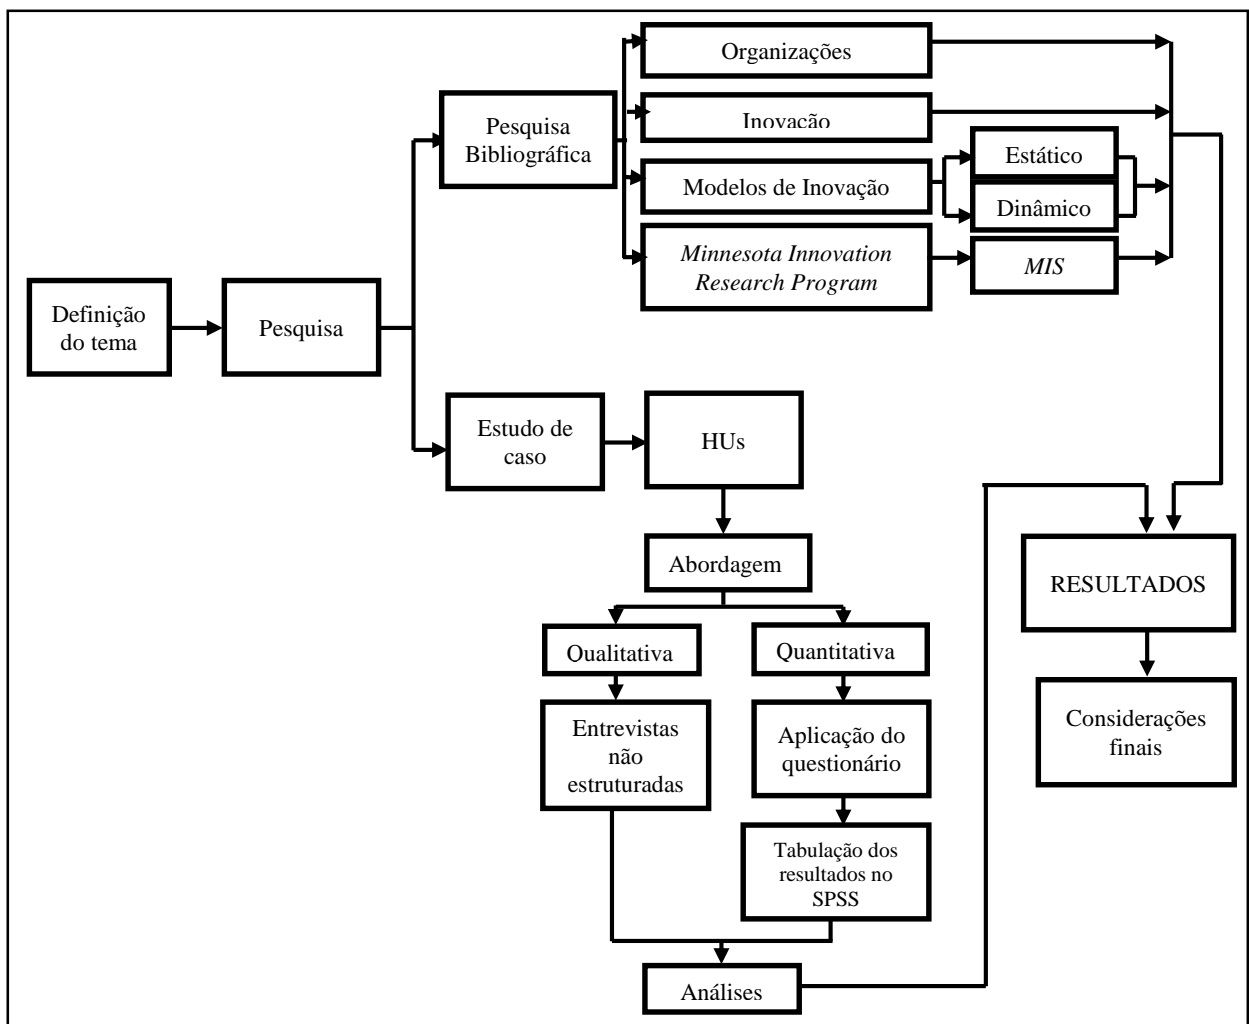 Organizações
Pesquisa
Bibliográfica
Inovação
Estático
Modelos de Inovação
Dinâmico
Minnesota Innovation
Research Program
MIS
Definição
do tema
Pesquisa
Estudo de
caso
HUs
Abordagem
RESULTADOS
Qualitativa
Quantitativa
Entrevistas
não
estruturadas
Aplicação do
questionário
Considerações
finais
Tabulação dos
resultados no
SPSS
Análises